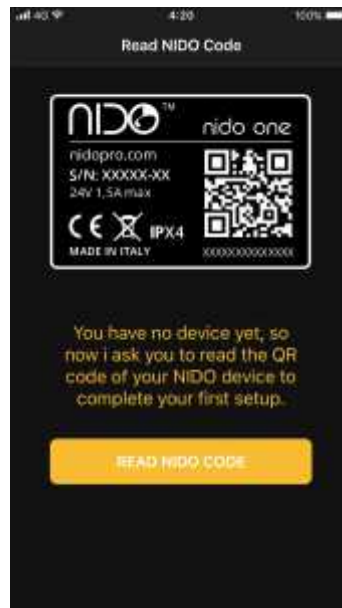 4G 4:20 100%
Read NIDO Code
NIDO™ nido one
nidopro.com
S/N: XXXXX-XX
24V 1,5A max
CE IPX4
MADE IN ITALY XXXXXXXXXXXXXX
You have no device yet, so
now i ask you to read the QR
code of your NIDO device to
complete your first setup.
READ NIDO CODE